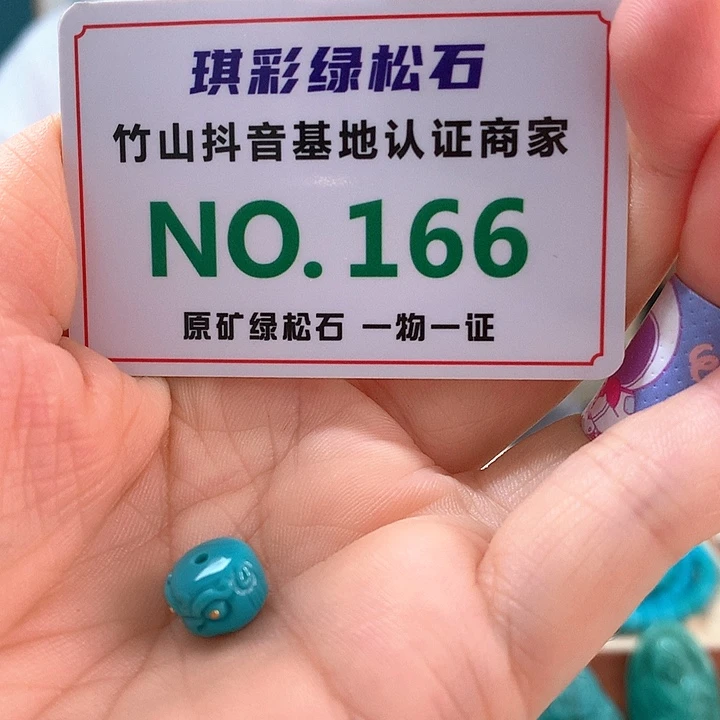 琪彩绿松石
竹山抖音基地认证商家
NO.166
原矿绿松石 一物一证